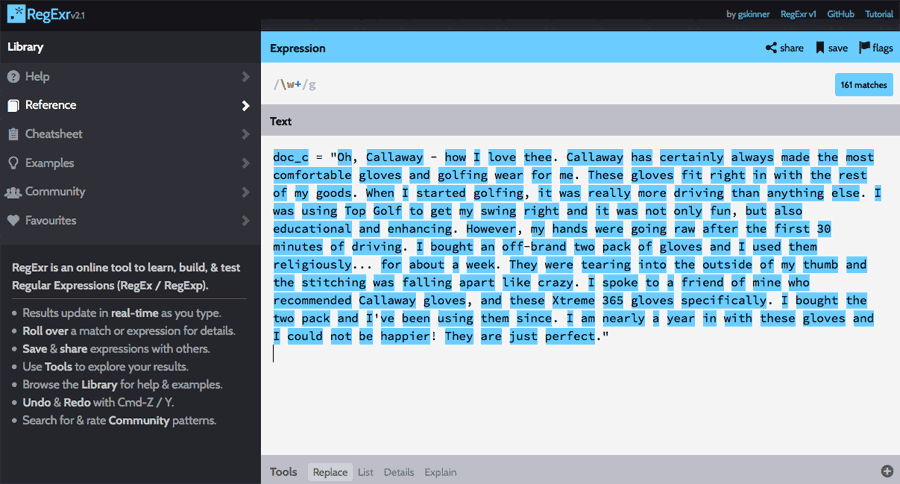 RegExr v2.1
by gskinner RegExr v1 GitHub Tutorial
Library
Help
Reference
Cheatsheet
Examples
Community
Favourites
RegExr is an online tool to learn, build, & test
Regular Expressions (RegEx / RegExp).
Results update in real-time as you type.
Roll over a match or expression for details.
Save & share expressions with others.
Use Tools to explore your results.
Browse the Library for help & examples.
Undo & Redo with Cmd-Z / Y.
Search for & rate Community patterns.
Expression
share save flags
/\w+/g
161 matches
Text
doc_c = "Oh, Callaway - how I love thee. Callaway has certainly always made the most
comfortable gloves and golfing wear for me. These gloves fit right in with the rest
of my goods. When I started golfing, it was really more driving than anything else. I
was using Top Golf to get my swing right and it was not only fun, but also
educational and enhancing. However, my hands were going raw after the first 30
minutes of driving. I bought an off-brand two pack of gloves and I used them
religiously... for about a week. They were tearing into the outside of my thumb and
the stitching was falling apart like crazy. I spoke to a friend of mine who
recommended Callaway gloves, and these Xtreme 365 gloves specifically. I bought the
two pack and I've been using them since. I am nearly a year in with these gloves and
I could not be happier! They are just perfect."
Tools Replace List Details Explain